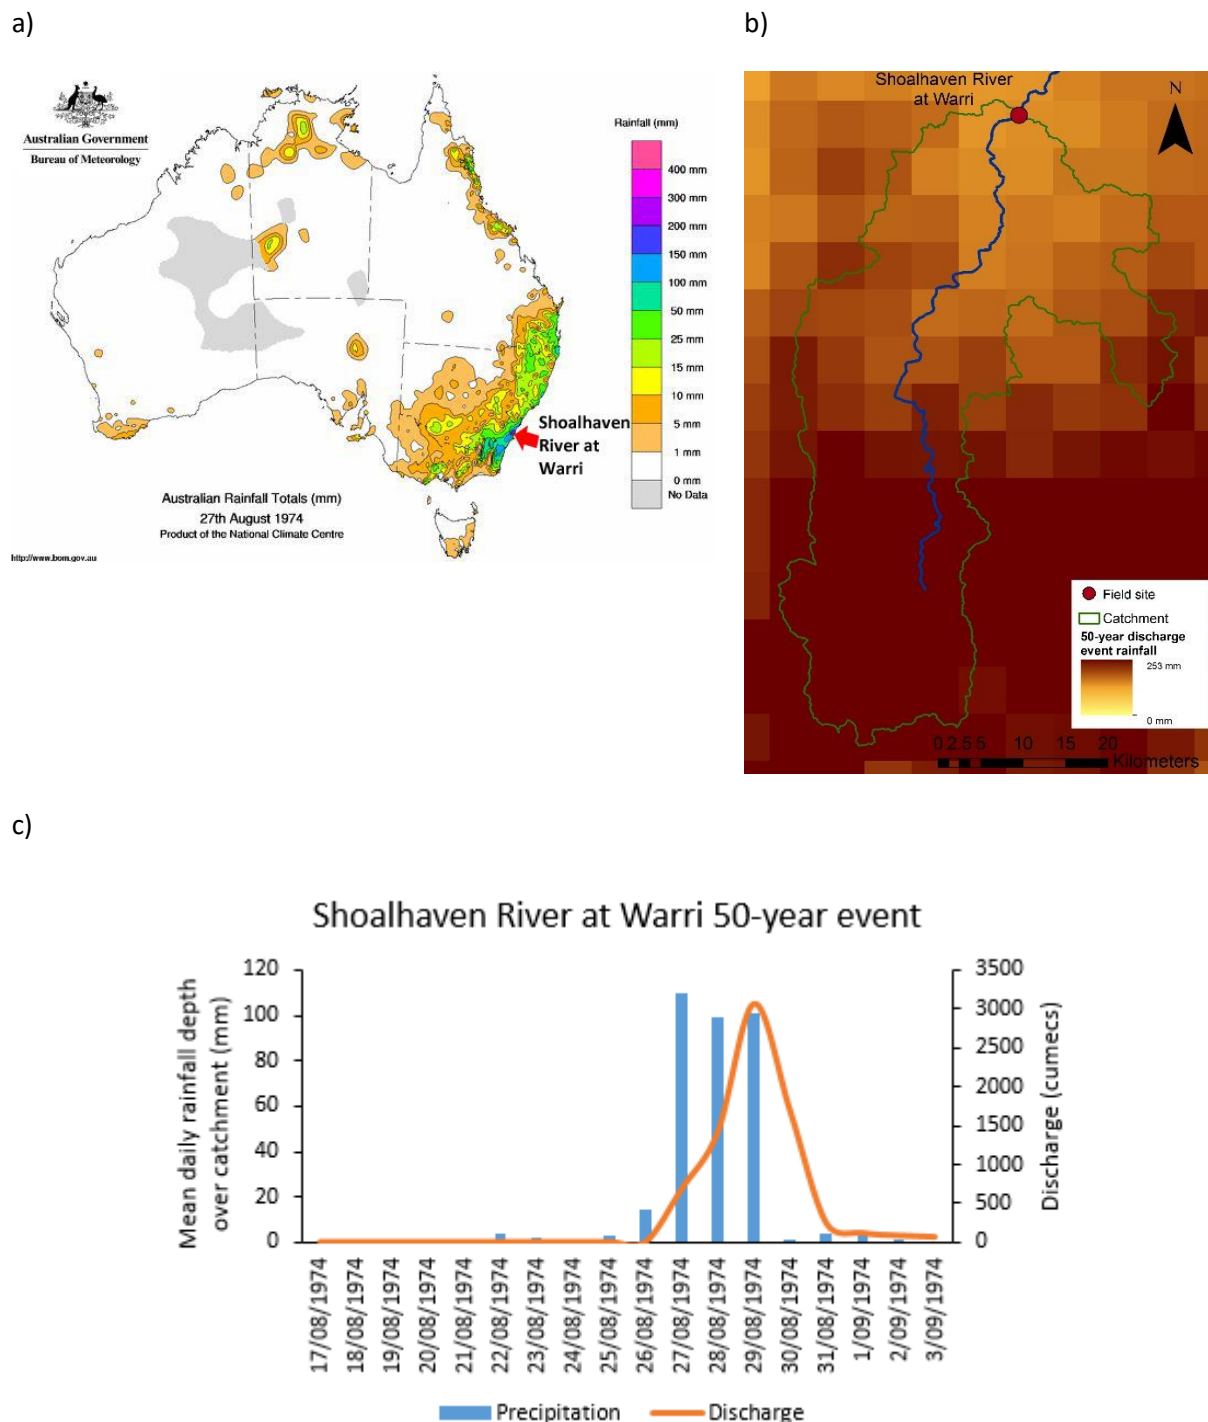 a)
b)
Australian Government
Bureau of Meteorology
Rainfall (mm)
400 mm
300 mm
200 mm
150 mm
100 mm
50 mm
25 mm
15 mm
10 mm
5 mm
1 mm
0 mm
No Data
Shoalhaven
River at
Warri
Australian Rainfall Totals (mm)
27th August 1974
Product of the National Climate Centre
http://www.bom.gov.au
Shoalhaven River
at Warri
N
Field site
Catchment
50-year discharge
event rainfall
253 mm
0 mm
0 2.5 5 10 15 20
Kilometers
c)
Shoalhaven River at Warri 50-year event
Mean daily rainfall depth
over catchment (mm)
120
100
80
60
40
20
0
3500
3000
2500
2000
1500
1000
500
0
Discharge (cumecs)
17/08/1974
18/08/1974
19/08/1974
20/08/1974
21/08/1974
22/08/1974
23/08/1974
24/08/1974
25/08/1974
26/08/1974
27/08/1974
28/08/1974
29/08/1974
30/08/1974
31/08/1974
1/09/1974
2/09/1974
3/09/1974
Precipitation
Discharge